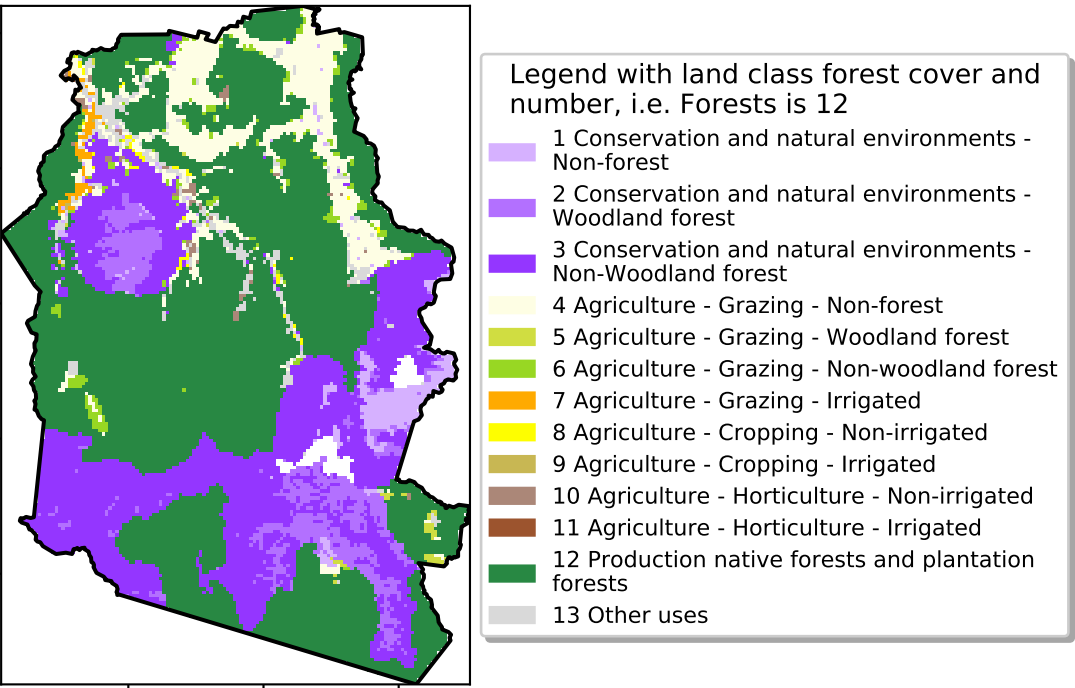 Legend with land class forest cover and
number, i.e. Forests is 12
1 Conservation and natural environments -
Non-forest
2 Conservation and natural environments -
Woodland forest
3 Conservation and natural environments -
Non-Woodland forest
4 Agriculture - Grazing - Non-forest
5 Agriculture - Grazing - Woodland forest
6 Agriculture - Grazing - Non-woodland forest
7 Agriculture - Grazing - Irrigated
8 Agriculture - Cropping - Non-irrigated
9 Agriculture - Cropping - Irrigated
10 Agriculture - Horticulture - Non-irrigated
11 Agriculture - Horticulture - Irrigated
12 Production native forests and plantation
forests
13 Other uses